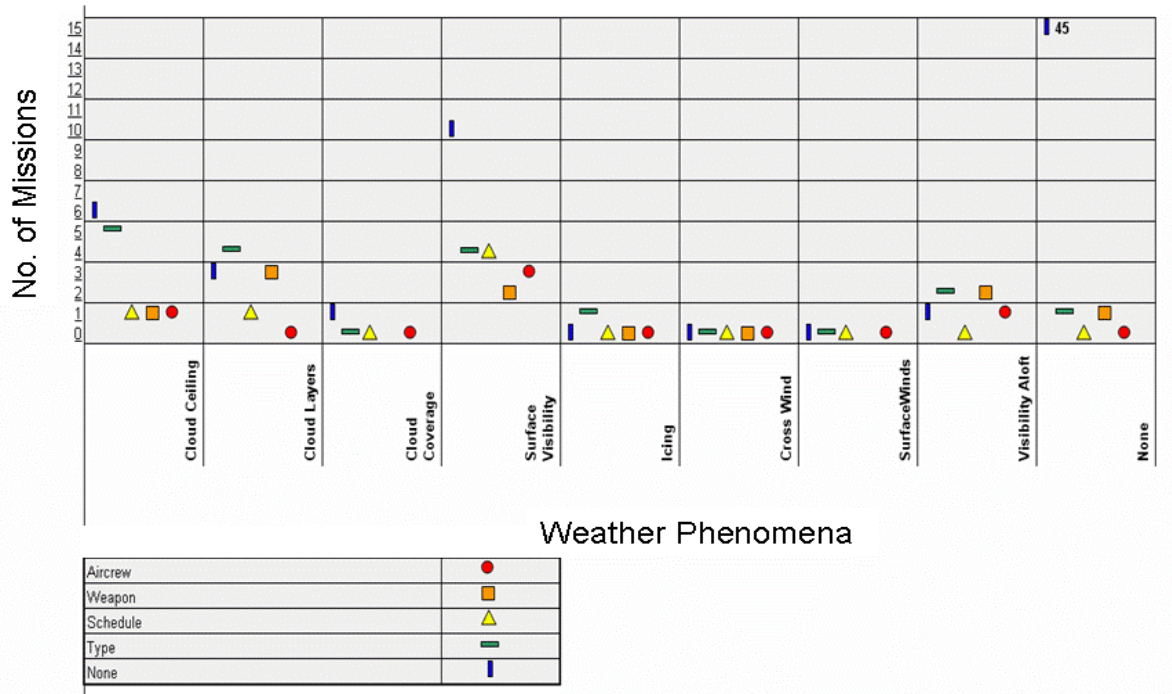 No. of Missions
15
14
13
12
11
10
9
8
7
6
5
4
3
2
1
0
45
Cloud Ceiling
Cloud Layers
Cloud
Coverage
Surface
Visibility
Icing
Cross Wind
SurfaceWinds
Visibility Aloft
None
Weather Phenomena
Aircrew
Weapon
Schedule
Type
None